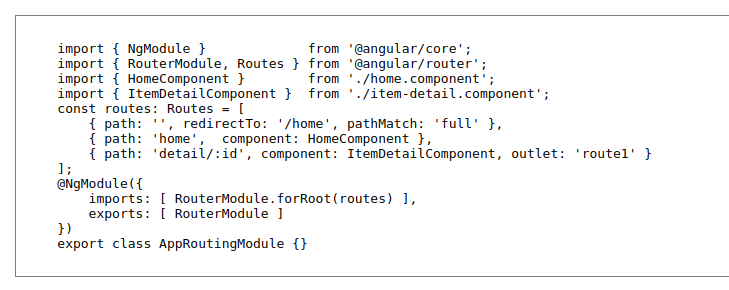 import { NgModule }             from '@angular/core';
import { RouterModule, Routes } from '@angular/router';
import { HomeComponent }        from './home.component';
import { ItemDetailComponent }  from './item-detail.component';
const routes: Routes = [
    { path: '', redirectTo: '/home', pathMatch: 'full' },
    { path: 'home',  component: HomeComponent },
    { path: 'detail/:id', component: ItemDetailComponent, outlet: 'route1' }
];
@NgModule({
    imports: [ RouterModule.forRoot(routes) ],
    exports: [ RouterModule ]
})
export class AppRoutingModule {}